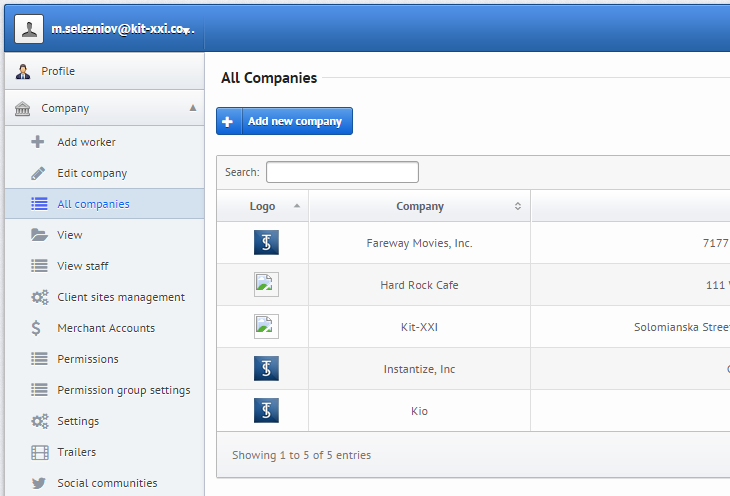 m.selezniov@kit-xxi.co...
Profile
Company
Add worker
Edit company
All companies
View
View staff
Client sites management
Merchant Accounts
Permissions
Permission group settings
Settings
Trailers
Social communities
All Companies
Add new company
Search:
Logo Company
Fareway Movies, Inc. 7177
Hard Rock Cafe 111
Kit-XXI Solomianska Stree
Instantize, Inc
Kio
Showing 1 to 5 of 5 entries